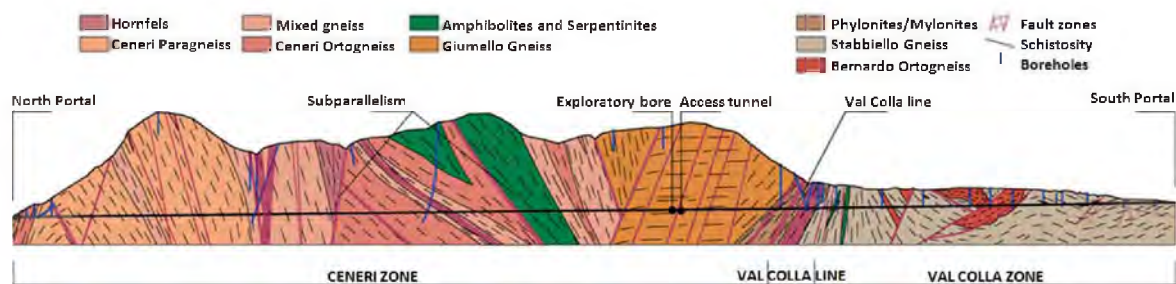 Hornfels
Mixed gneiss
Amphibolites and Serpentinites
Phylonites/Mylonites
Fault zones
Ceneri Paragneiss
Ceneri Ortogneiss
Giumello Gneiss
Stabbiello Gneiss
Schistosity
Bernardo Ortogneiss
Boreholes
North Portal
Subparallelism
Exploratory bore
Access tunnel
Val Colla line
South Portal
CENERI ZONE
VAL COLLA LINE
VAL COLLA ZONE